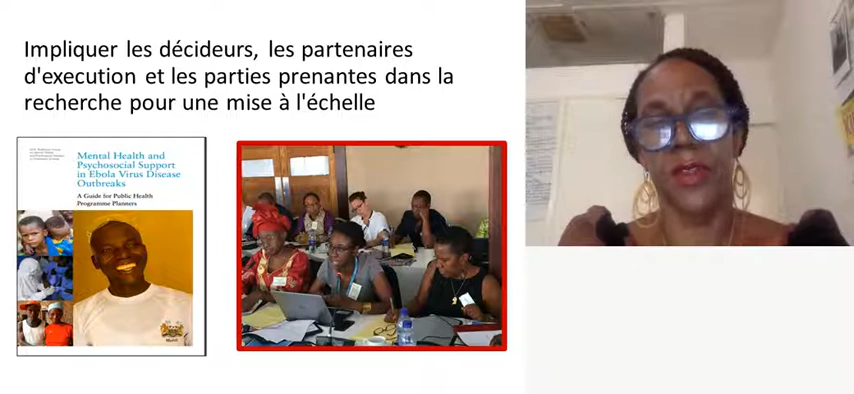 Impliquer les décideurs, les partenaires
d'execution et les parties prenantes dans la
recherche pour une mise à l'échelle
Mental Health and
Psychosocial Support
in Ebola Virus Disease
Outbreaks
A Guide for Public Health
Programme Planners